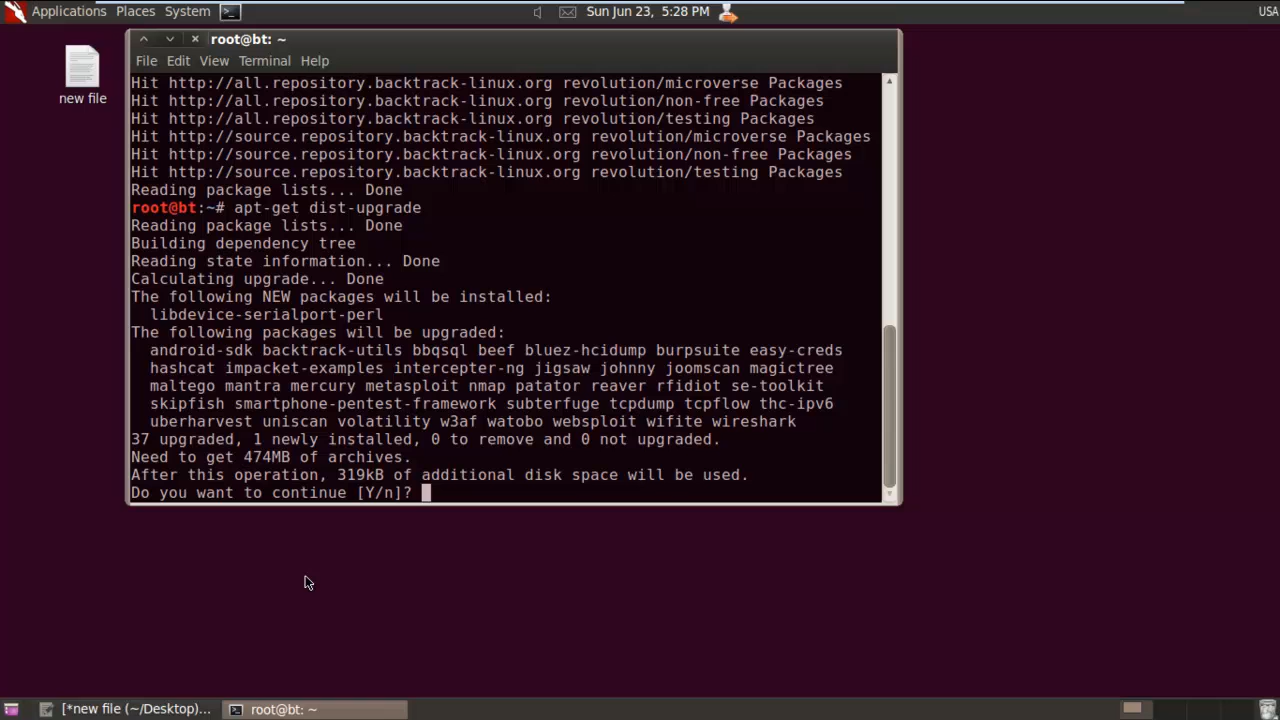 Applications Places System Sun Jun 23, 5:28 PM USA
new file
root@bt: ~
File Edit View Terminal Help
Hit http://all.repository.backtrack-linux.org revolution/microverse Packages
Hit http://all.repository.backtrack-linux.org revolution/non-free Packages
Hit http://all.repository.backtrack-linux.org revolution/testing Packages
Hit http://source.repository.backtrack-linux.org revolution/microverse Packages
Hit http://source.repository.backtrack-linux.org revolution/non-free Packages
Hit http://source.repository.backtrack-linux.org revolution/testing Packages
Reading package lists... Done
root@bt:~# apt-get dist-upgrade
Reading package lists... Done
Building dependency tree
Reading state information... Done
Calculating upgrade... Done
The following NEW packages will be installed:
libdevice-serialport-perl
The following packages will be upgraded:
android-sdk backtrack-utils bbqsql beef bluez-hcidump burpsuite easy-creds
hashcat impacket-examples intercepter-ng jigsaw johnny joomscan magictree
maltego mantra mercury metasploit nmap patator reaver rfidiot se-toolkit
skipfish smartphone-pentest-framework subterfuge tcpdump tcpflow thc-ipv6
uberharvest uniscan volatility w3af watobo websploit wifite wireshark
37 upgraded, 1 newly installed, 0 to remove and 0 not upgraded.
Need to get 474MB of archives.
After this operation, 319kB of additional disk space will be used.
Do you want to continue [Y/n]?
[*new file (~/Desktop)... root@bt: ~